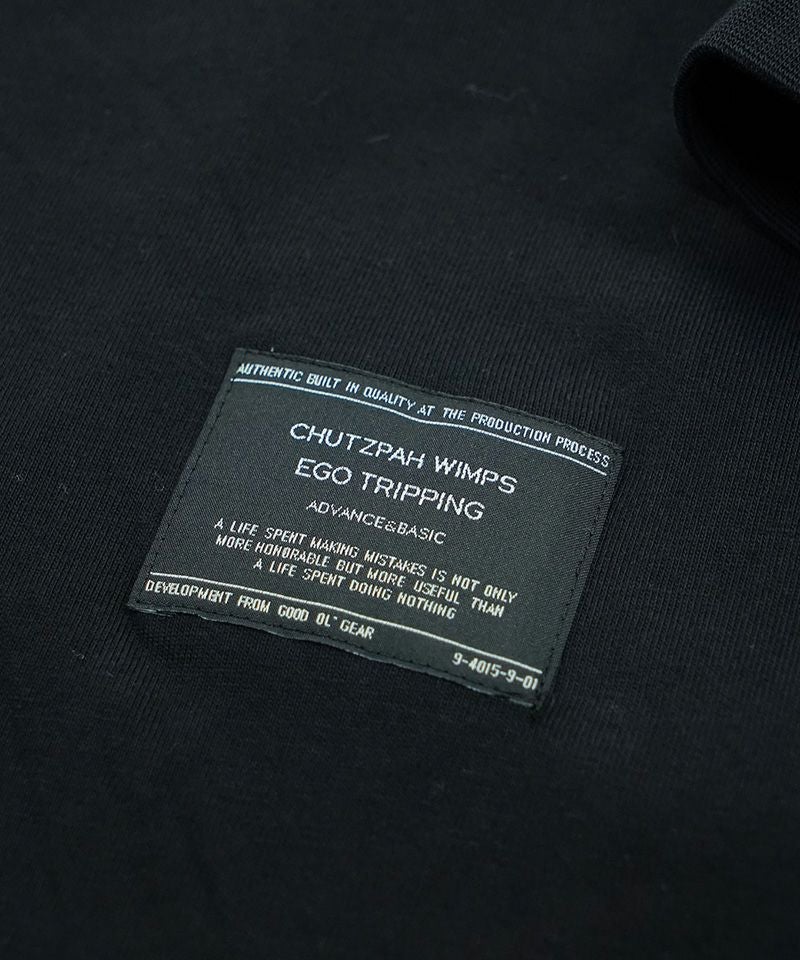 AUTHENTIC BUILT IN QUALITY AT THE PRODUCTION PROCESS
CHUTZPAH WIMPS
EGO TRIPPING
ADVANCE&BASIC
A LIFE SPENT MAKING MISTAKES IS NOT ONLY
MORE HONORABLE BUT MORE USEFUL THAN
A LIFE SPENT DOING NOTHING
DEVELOPMENT FROM GOOD OL' GEAR
9-4015-9-01